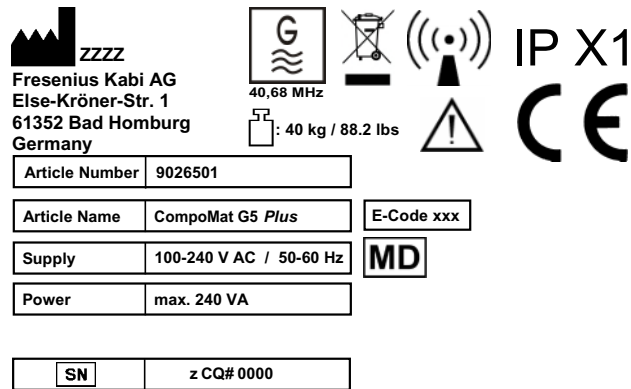 ZZZZ
Fresenius Kabi AG
Else-Kröner-Str. 1
61352 Bad Homburg
Germany
G
40,68 MHz
: 40 kg / 88.2 lbs
IP X1
CE
Article Number 9026501
Article Name CompoMat G5 Plus
E-Code xxx
Supply 100-240 V AC / 50-60 Hz
MD
Power max. 240 VA
SN z CQ# 0000